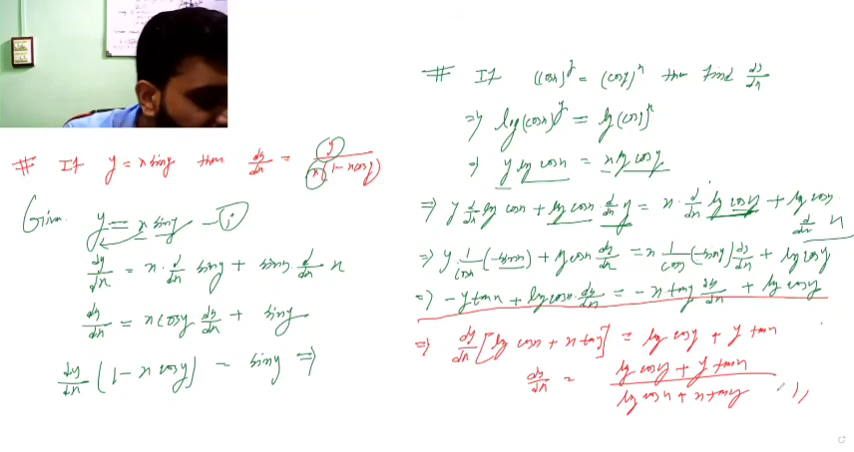 # If y = x siny then dy/dx = y/x(1-xcosy)
Given y = x siny - i
dy/dx = x. d/dx siny + siny. d/dx x
dy/dx = x cosy dy/dx + siny
dy/dx (1- x cosy) = siny ⇒
# If (cosx)^y = (cosy)^x then find dy/dx
⇒ log(cosx)^y = log(cosy)^x
⇒ y log cosx = x log cosy
⇒ y d/dx log cosx + log cosx d/dx y = x. d/dx log cosy + log cosy d/dx x
⇒ y. 1/cosx (-sinx) + log cosx dy/dx = x 1/cosy (-siny) dy/dx + log cosy
⇒ -y tanx + log cosx. dy/dx = -x tany dy/dx + log cosy
⇒ dy/dx [log cosx + x tany] = log cosy + y tanx
dy/dx = log cosy + y tanx / log cosx + x tany